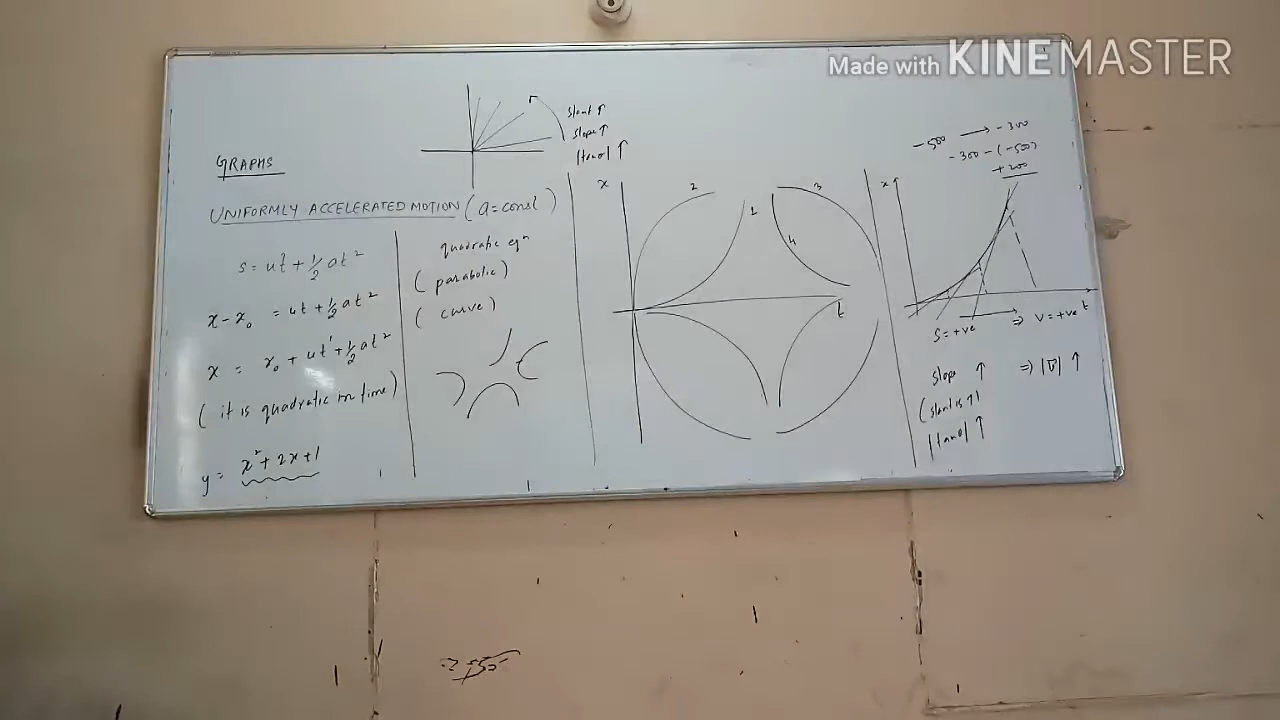 Made with KINEMASTER
GRAPHS
slant ↑
slope ↑
|tanθ| ↑
UNIFORMLY ACCELERATED MOTION (a=const)
s = ut + 1/2 at²
x - x₀ = ut + 1/2 at²
x = x₀ + ut + 1/2 at²
(it is quadratic in time)
y = x² + 2x + 1
quadratic eqⁿ
(parabolic)
(curve)
x
2
1
3
4
t
-500 → -300
-300-(-500)
+200
x
t
s=+ve ⇒ v=+ve
slope ↑ ⇒ |v̅| ↑
(slant is ↑)
|tanθ| ↑